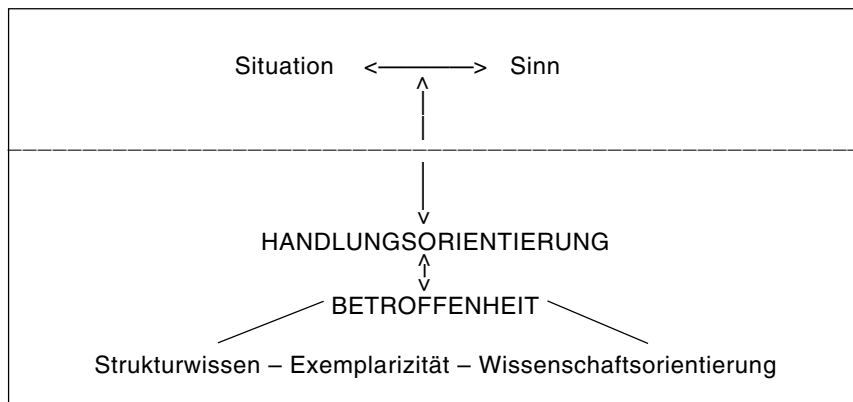 Situation <————> Sinn
HANDLUNGSORIENTIERUNG
BETROFFENHEIT
Strukturwissen – Exemplarizität – Wissenschaftsorientierung